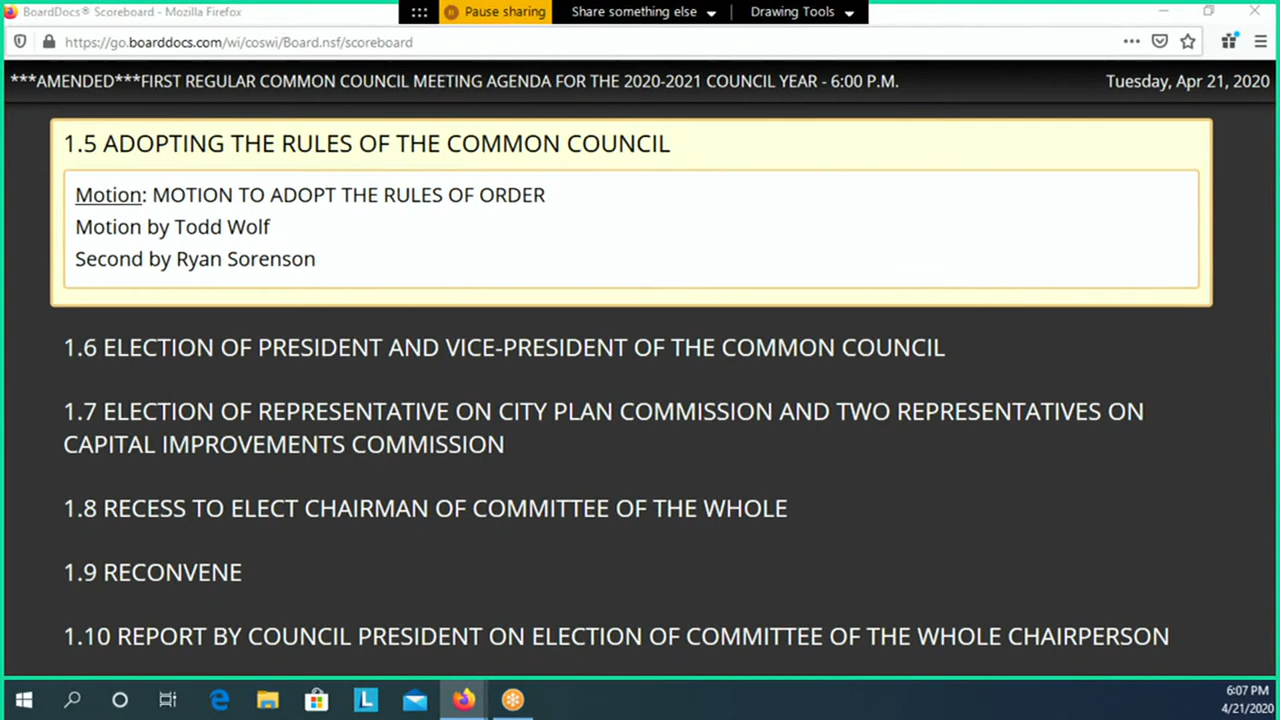 BoardDocs® Scoreboard - Mozilla Firefox
Pause sharing
Share something else
Drawing Tools
https://go.boarddocs.com/wi/coswi/Board.nsf/scoreboard
***AMENDED***FIRST REGULAR COMMON COUNCIL MEETING AGENDA FOR THE 2020-2021 COUNCIL YEAR - 6:00 P.M.
Tuesday, Apr 21, 2020
1.5 ADOPTING THE RULES OF THE COMMON COUNCIL
Motion: MOTION TO ADOPT THE RULES OF ORDER
Motion by Todd Wolf
Second by Ryan Sorenson
1.6 ELECTION OF PRESIDENT AND VICE-PRESIDENT OF THE COMMON COUNCIL
1.7 ELECTION OF REPRESENTATIVE ON CITY PLAN COMMISSION AND TWO REPRESENTATIVES ON
CAPITAL IMPROVEMENTS COMMISSION
1.8 RECESS TO ELECT CHAIRMAN OF COMMITTEE OF THE WHOLE
1.9 RECONVENE
1.10 REPORT BY COUNCIL PRESIDENT ON ELECTION OF COMMITTEE OF THE WHOLE CHAIRPERSON
L
6:07 PM
4/21/2020